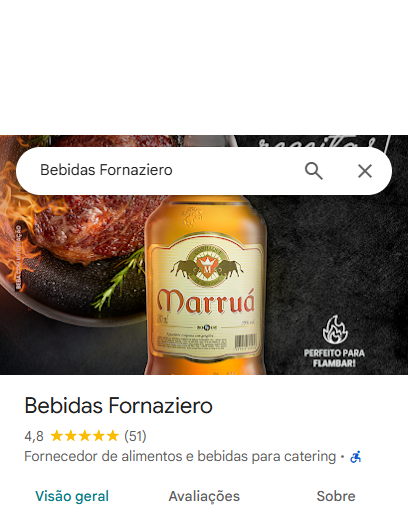 receitas!
Bebidas Fornaziero
Marruá
PERFEITO PARA
FLAMBAR!
Bebidas Fornaziero
4,8 ★★★★★ (51)
Fornecedor de alimentos e bebidas para catering ·
Visão geral
Avaliações
Sobre